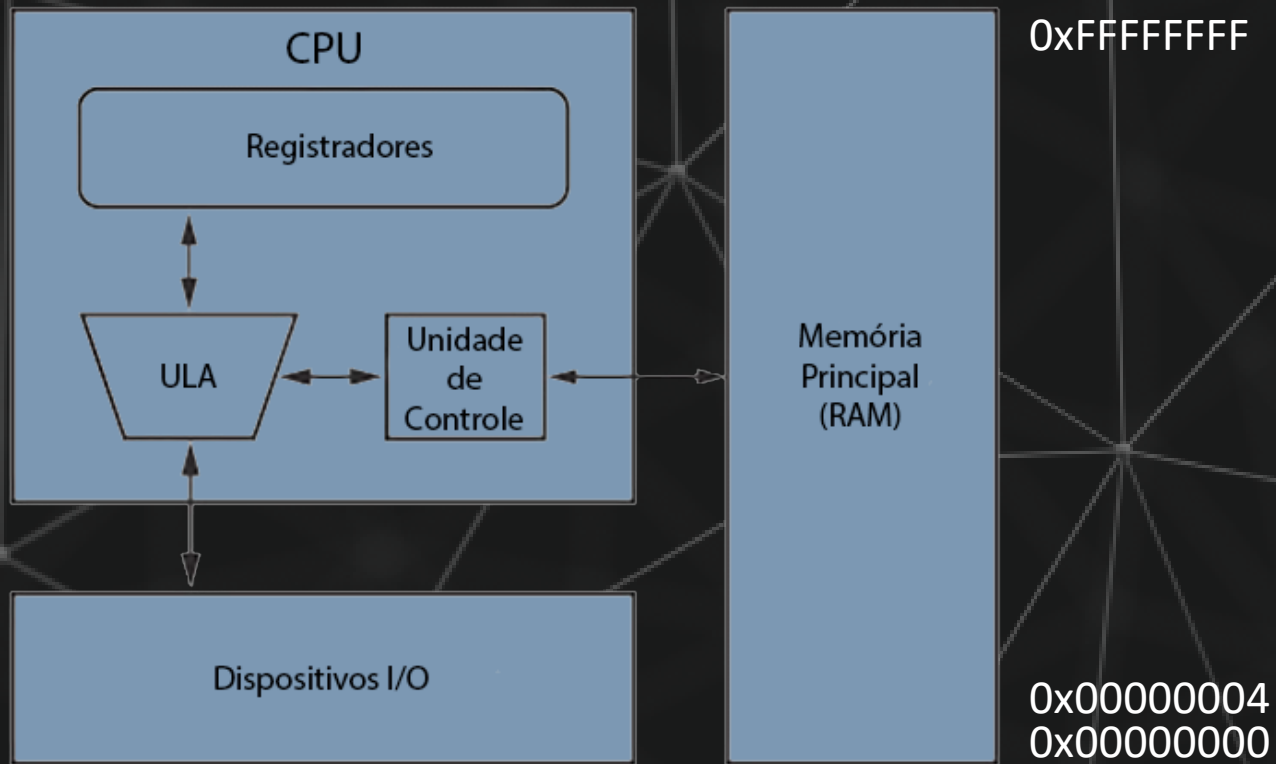 CPU
Registradores
ULA
Unidade
de
Controle
Dispositivos I/O
Memória
Principal
(RAM)
0xFFFFFFFF
0x00000004
0x00000000